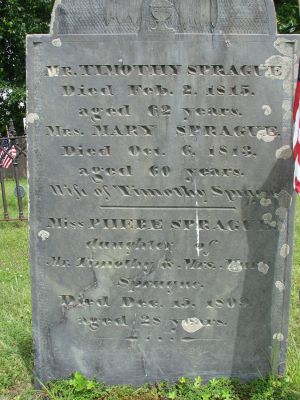 Mr. TIMOTHY SPRAGUE
Died Feb. 2. 1815.
aged 62 years.
Mrs. MARY SPRAGUE.
Died Oct. 6. 1813.
aged 60 years.
Wife of Timothy Sprague
Miss PHEBE SPRAGUE
daughter of
Mr. Timothy & Mrs. Mary
Sprague.
Died Dec. 15. 1809
aged 28 years.